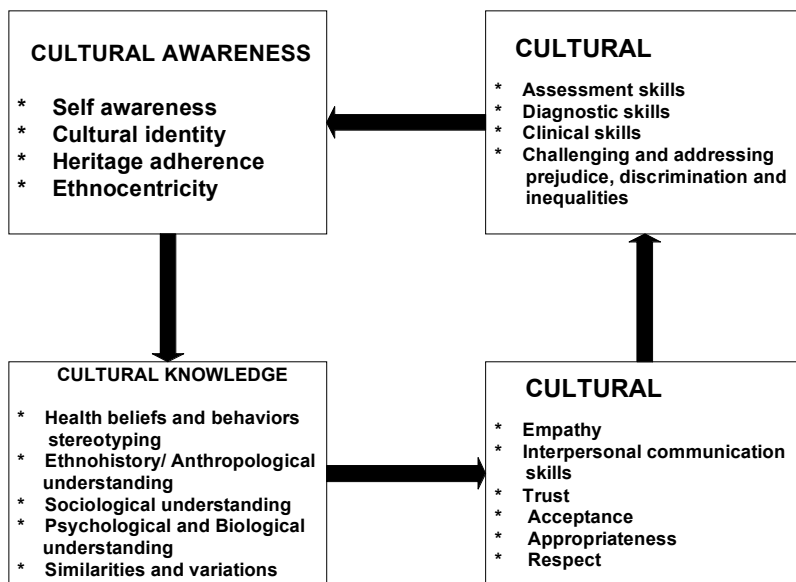 CULTURAL AWARENESS
* Self awareness
* Cultural identity
* Heritage adherence
* Ethnocentricity
CULTURAL
* Assessment skills
* Diagnostic skills
* Clinical skills
* Challenging and addressing
prejudice, discrimination and
inequalities
CULTURAL KNOWLEDGE
* Health beliefs and behaviors
stereotyping
* Ethnohistory/ Anthropological
understanding
* Sociological understanding
* Psychological and Biological
understanding
* Similarities and variations
CULTURAL
* Empathy
* Interpersonal communication
skills
* Trust
* Acceptance
* Appropriateness
* Respect